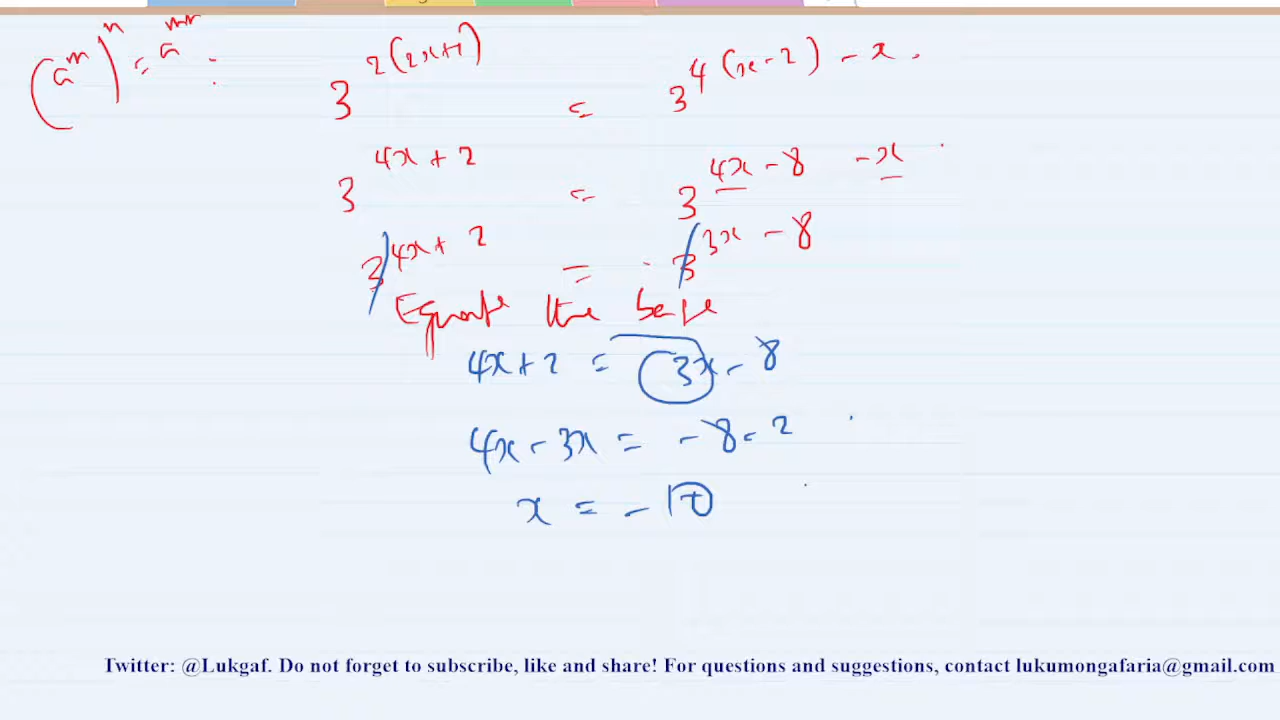 (a^m)^n = a^mn : 3^2(2x+1) = 3^4(x-2) - x .
3^4x + 2 = 3^4x - 8 - x
3^4x + 2 = 3^3x - 8
Equate the base
4x + 2 = 3x - 8
4x - 3x = - 8 - 2
x = - 10
Twitter: @Lukgaf. Do not forget to subscribe, like and share! For questions and suggestions, contact lukumongafaria@gmail.com